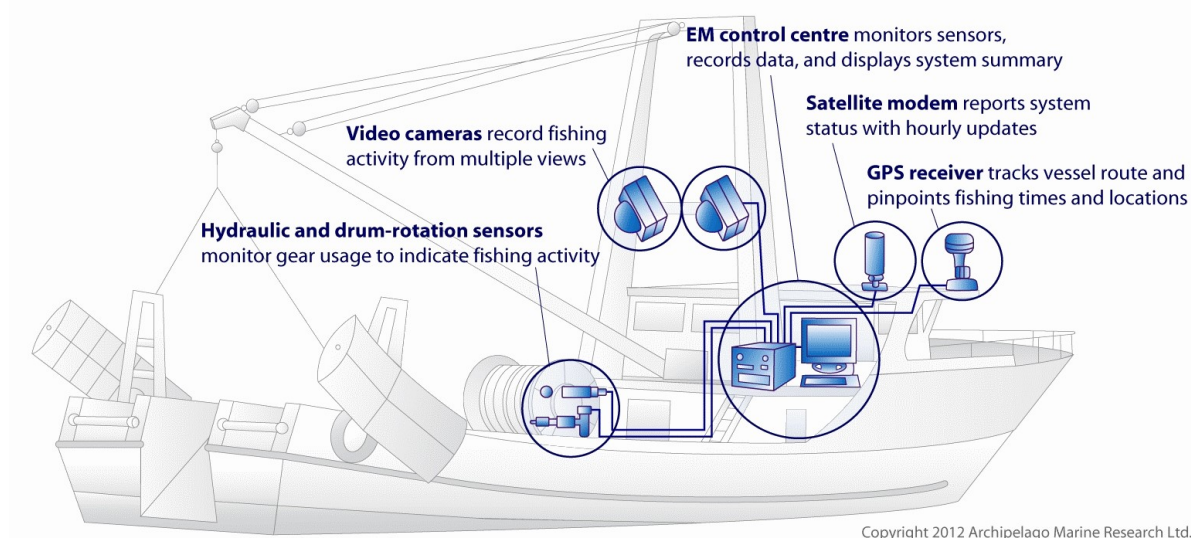 EM control centre monitors sensors,
records data, and displays system summary
Satellite modem reports system
status with hourly updates
Video cameras record fishing
activity from multiple views
GPS receiver tracks vessel route and
pinpoints fishing times and locations
Hydraulic and drum-rotation sensors
monitor gear usage to indicate fishing activity
Copyright 2012 Archipelago Marine Research Ltd.